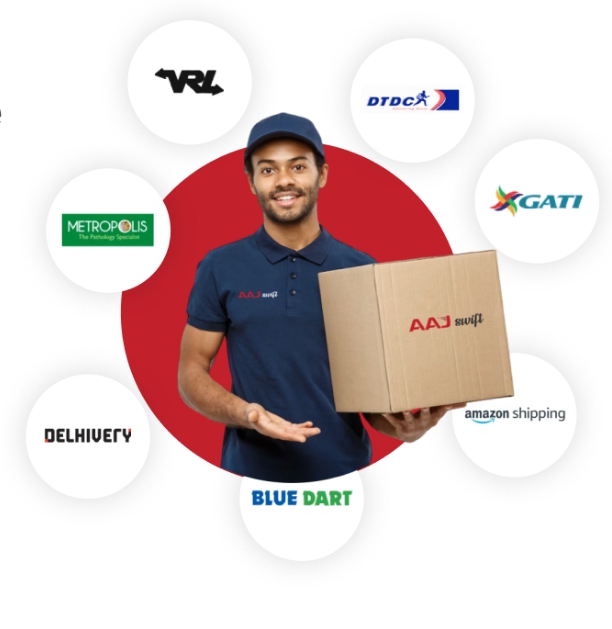 VRL
DTDC
e
GATI
METROPOLIS
The Pathology Specialist
AAJ swift
AAJ swift
amazon shipping
DELHIVERY
BLUE DART